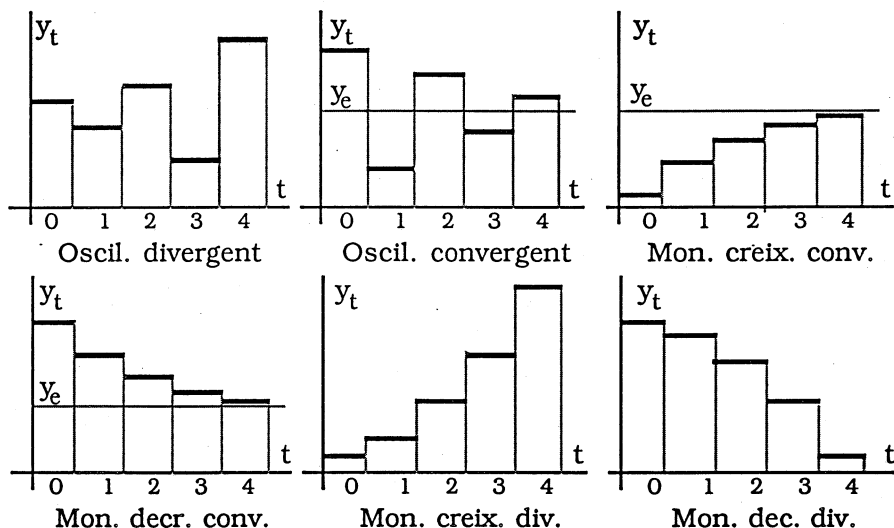 y_t
t
0 1 2 3 4
Oscil. divergent
y_t
y_e
t
0 1 2 3 4
Oscil. convergent
y_t
y_e
t
0 1 2 3 4
Mon. creix. conv.
y_t
y_e
t
0 1 2 3 4
Mon. decr. conv.
y_t
t
0 1 2 3 4
Mon. creix. div.
y_t
t
0 1 2 3 4
Mon. dec. div.